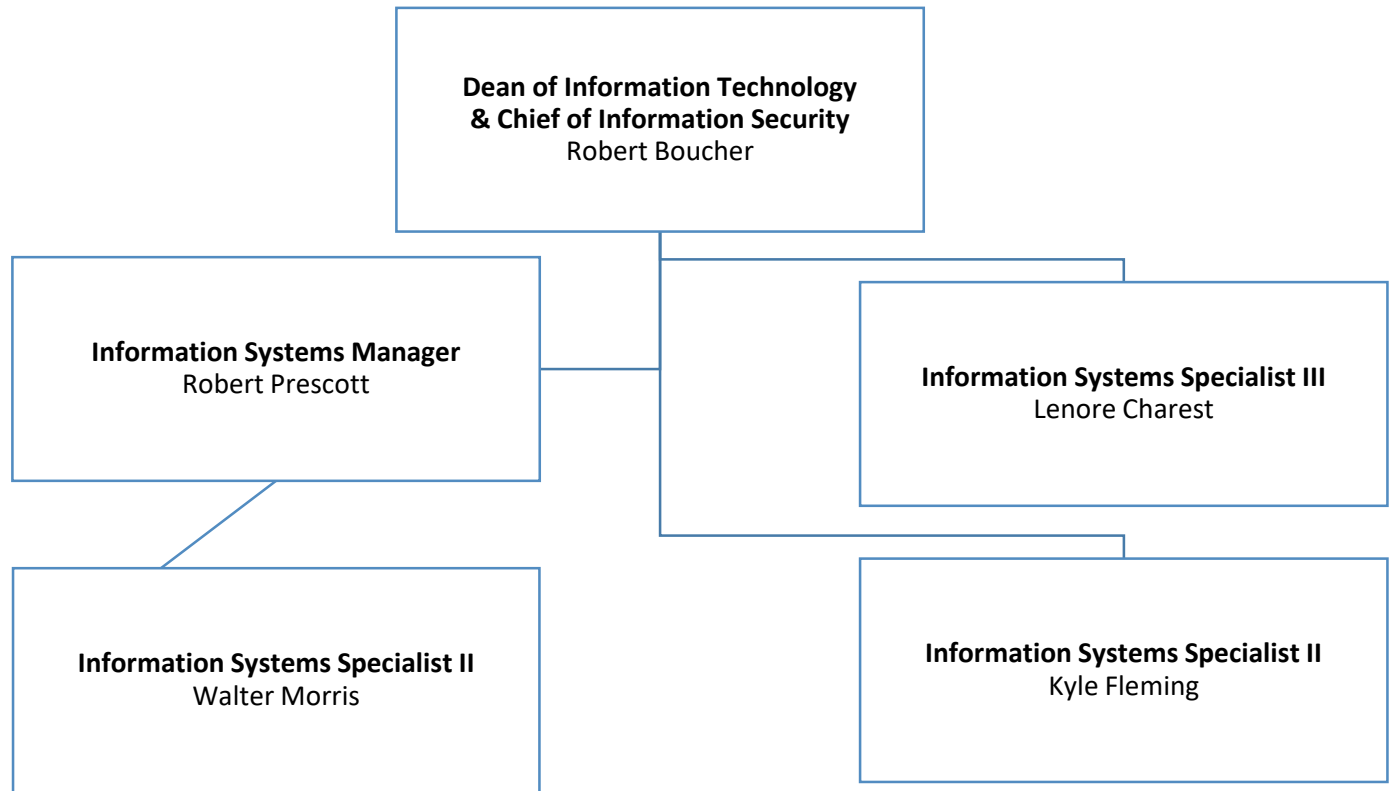 Dean of Information Technology
& Chief of Information Security
Robert Boucher
Information Systems Manager
Robert Prescott
Information Systems Specialist III
Lenore Charest
Information Systems Specialist II
Walter Morris
Information Systems Specialist II
Kyle Fleming